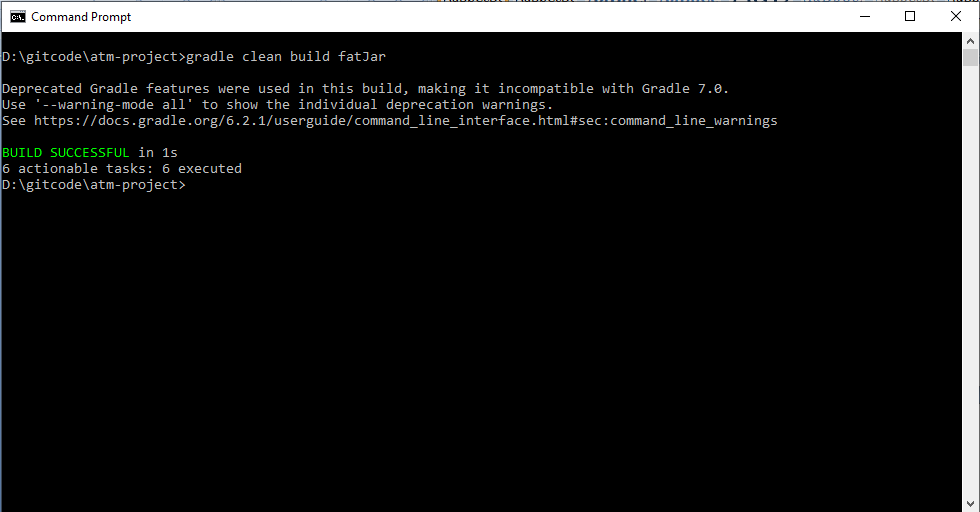 Command Prompt
D:\gitcode\atm-project>gradle clean build fatJar
Deprecated Gradle features were used in this build, making it incompatible with Gradle 7.0.
Use '--warning-mode all' to show the individual deprecation warnings.
See https://docs.gradle.org/6.2.1/userguide/command_line_interface.html#sec:command_line_warnings
BUILD SUCCESSFUL in 1s
6 actionable tasks: 6 executed
D:\gitcode\atm-project>